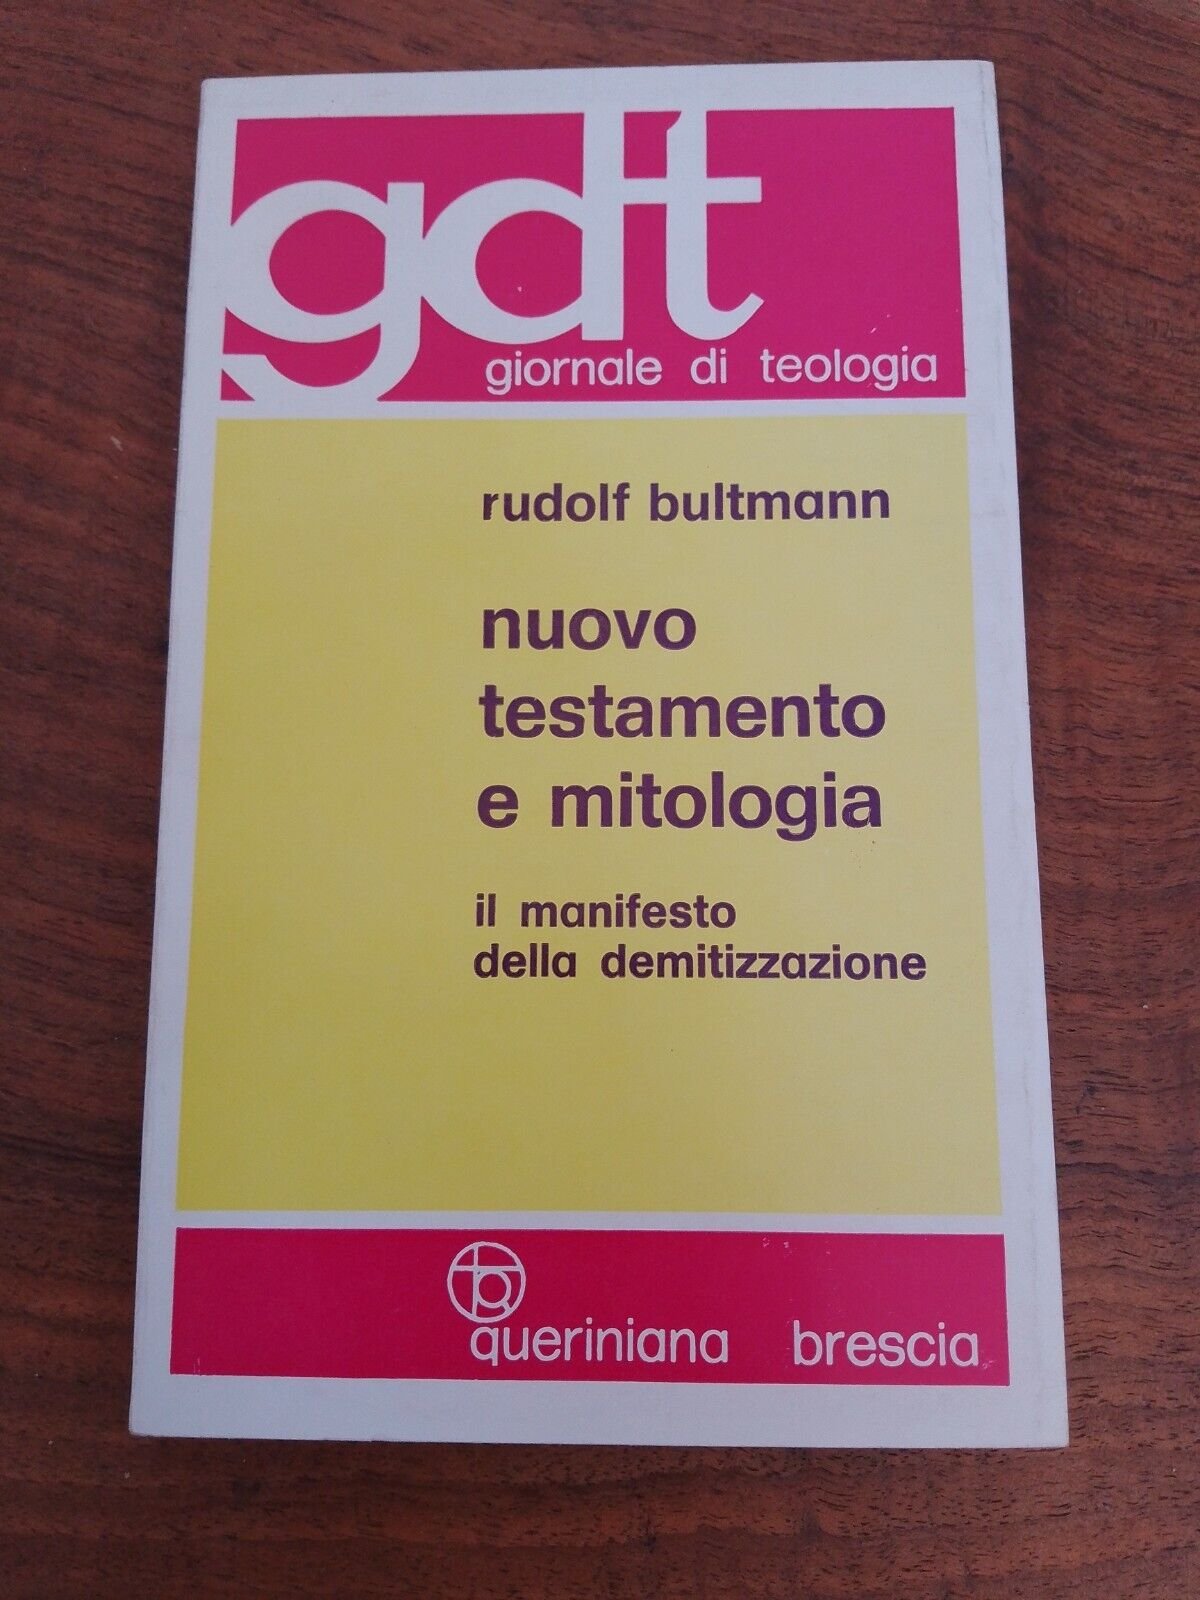 gdt
giornale di teologia
rudolf bultmann
nuovo
testamento
e mitologia
il manifesto
della demitizzazione
queriniana brescia